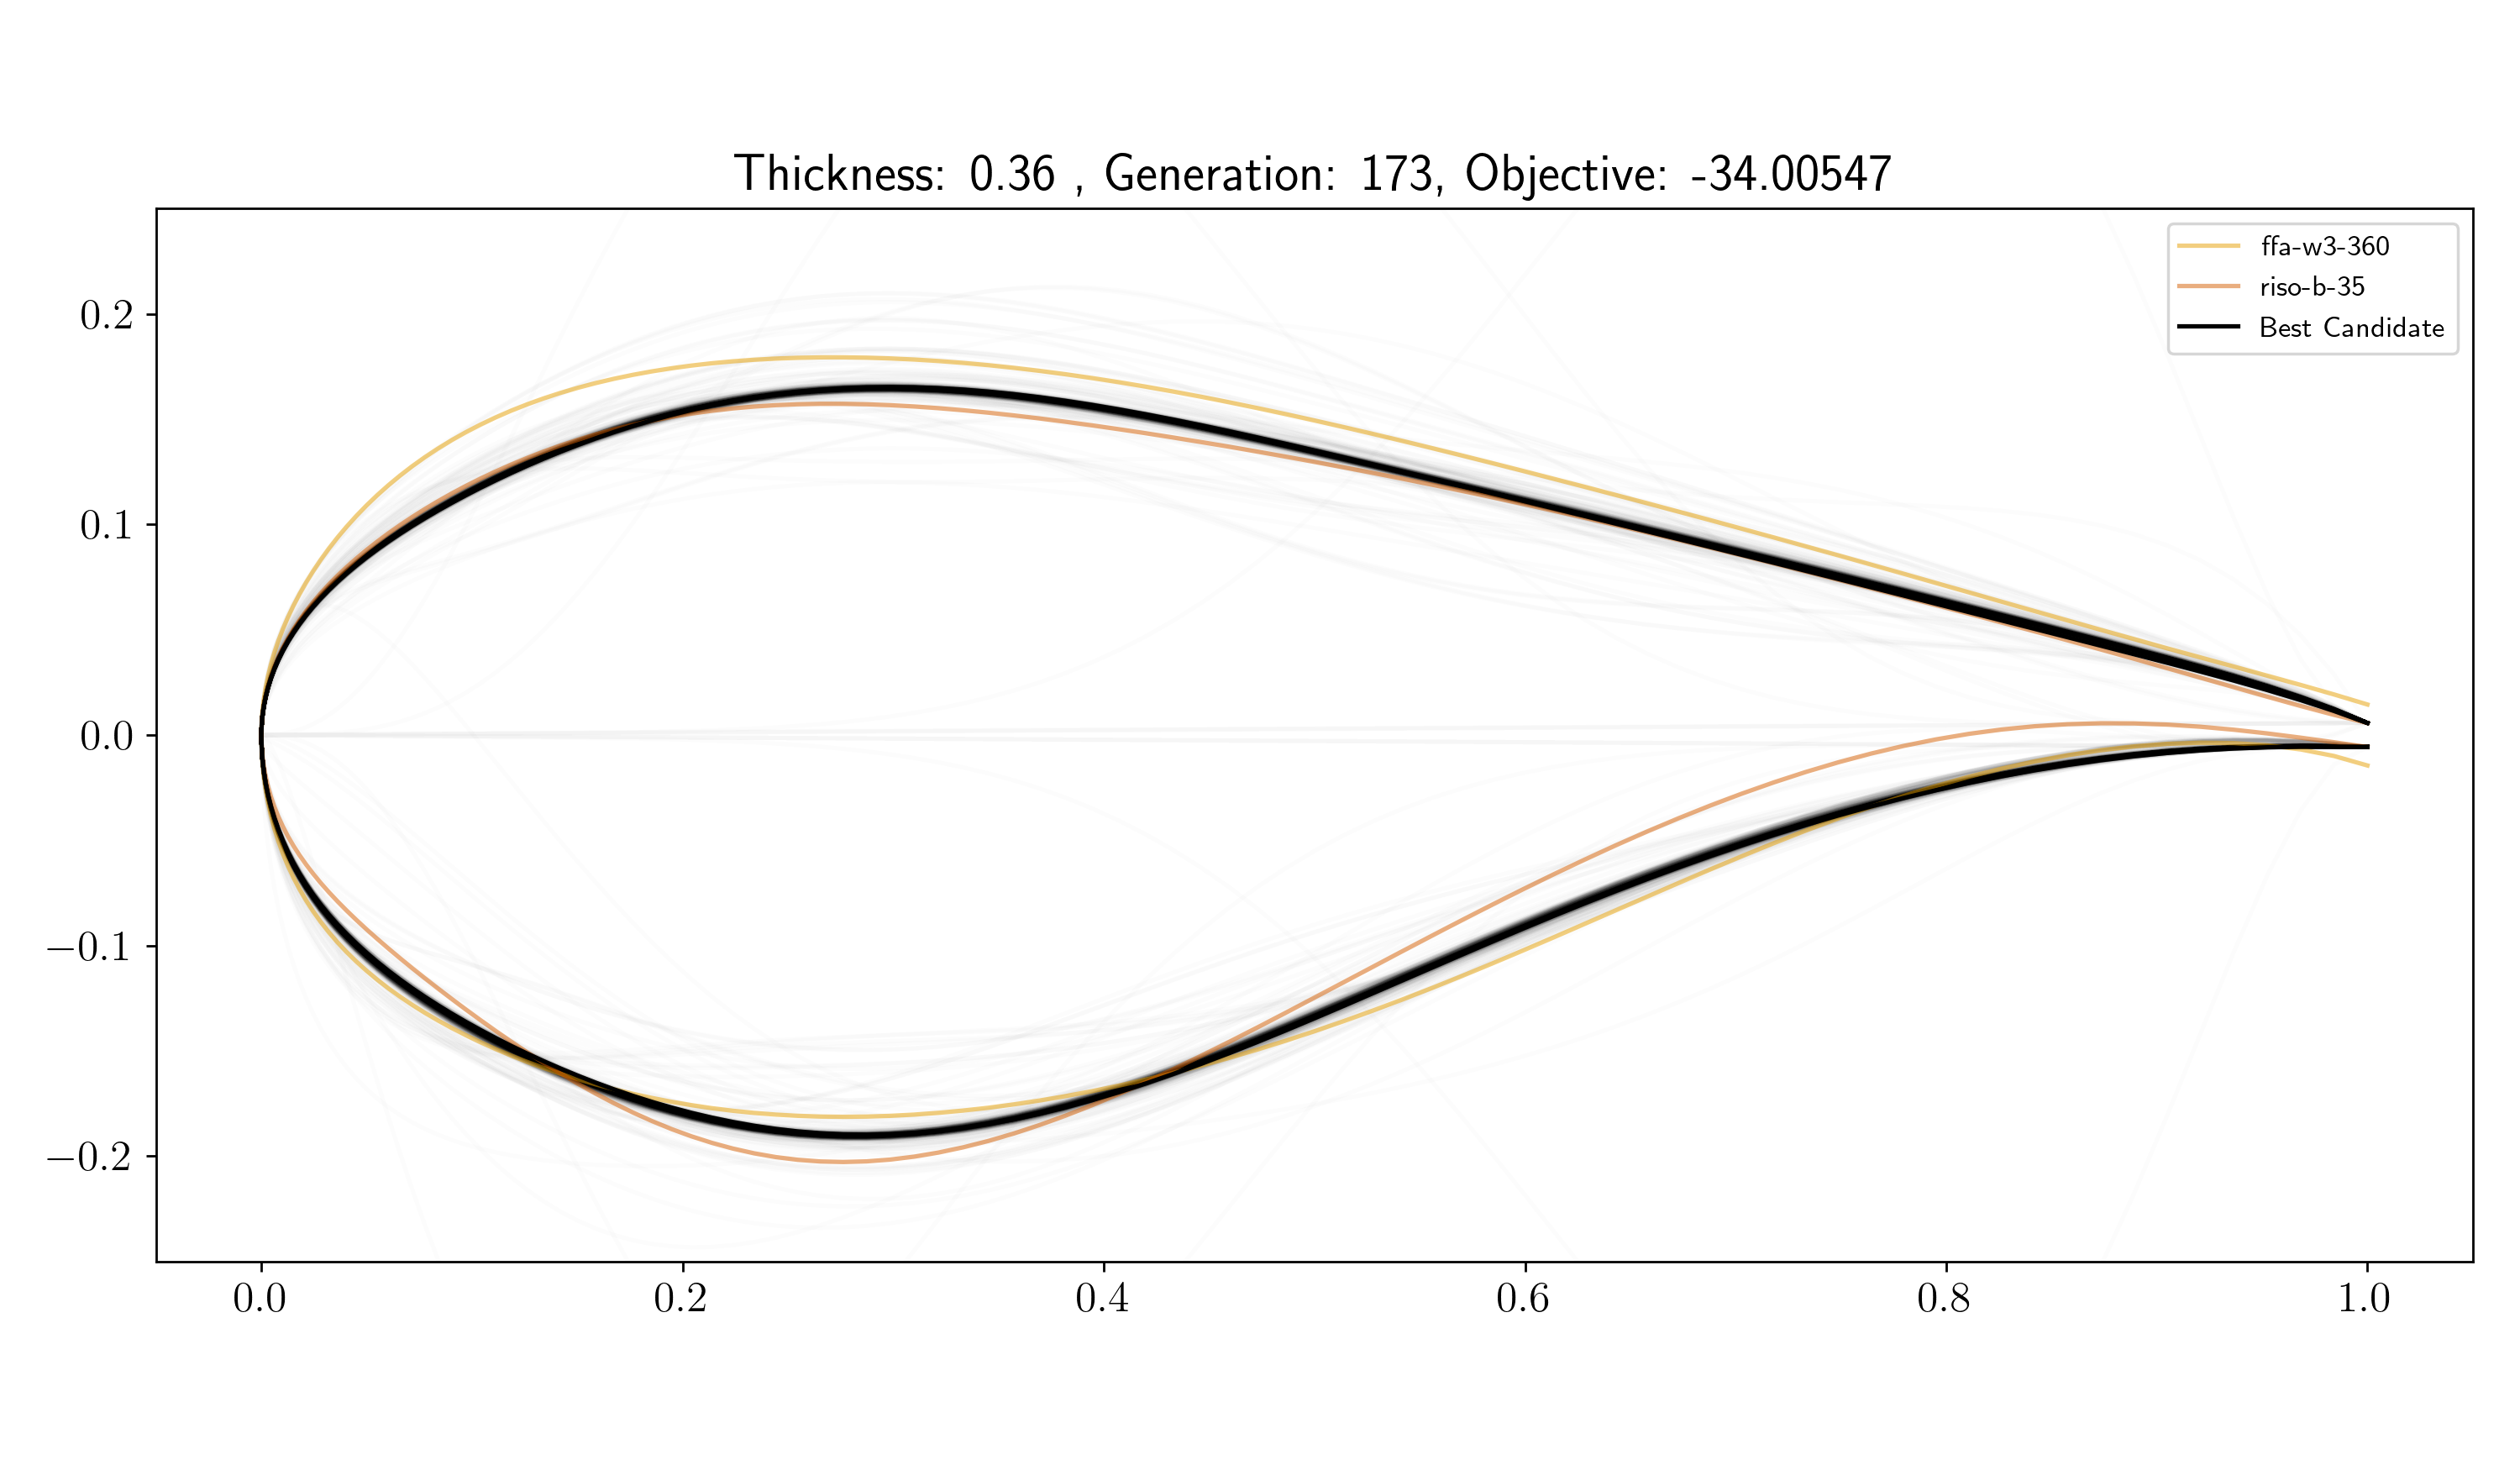 Thickness: 0.36 , Generation: 173, Objective: -34.00547
ffa-w3-360
riso-b-35
Best Candidate
0.2
0.1
0.0
−0.1
−0.2
0.0 0.2 0.4 0.6 0.8 1.0